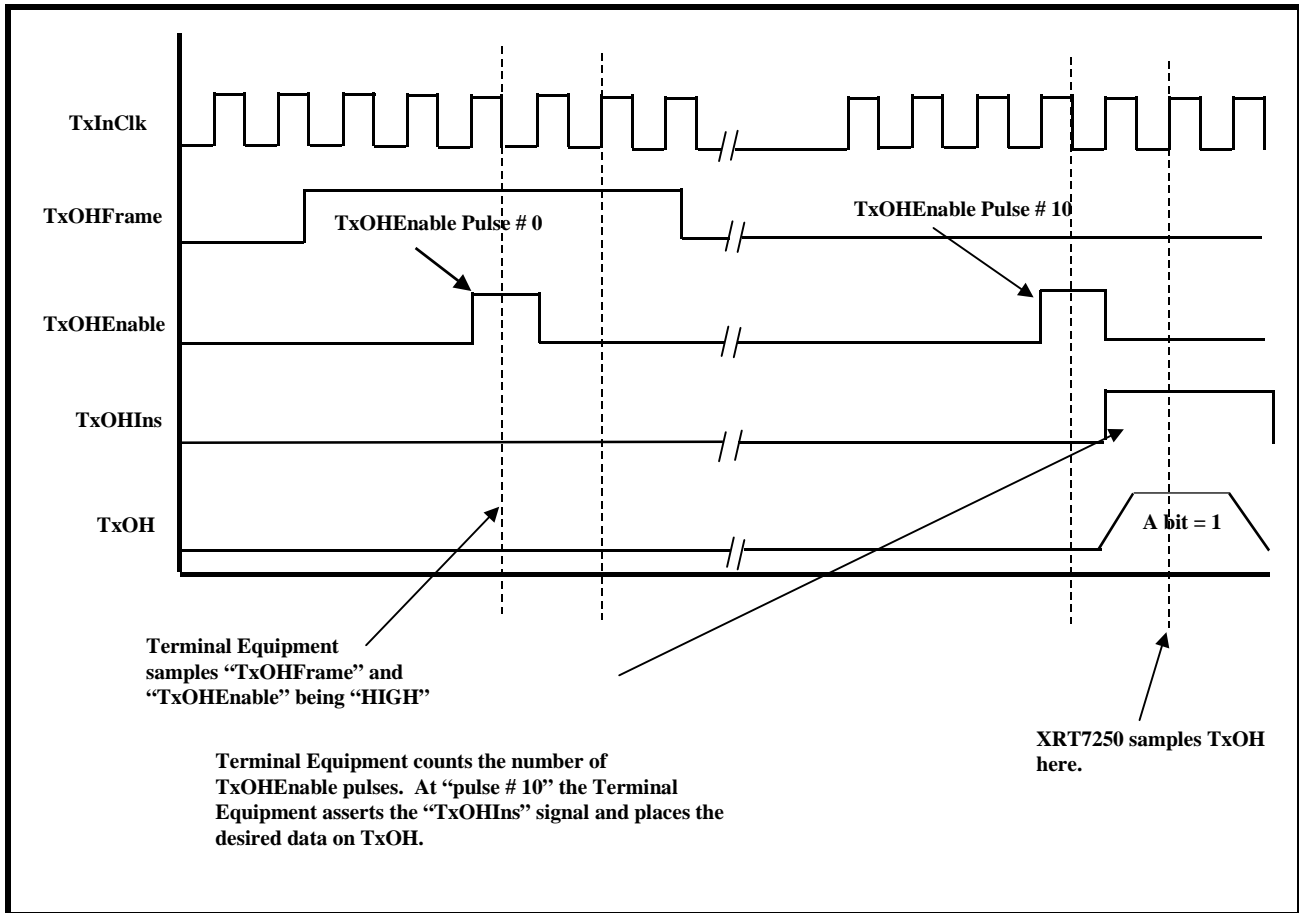 TxInClk
TxOHFrame
TxOHEnable Pulse # 0
TxOHEnable Pulse # 10
TxOHEnable
TxOHIns
TxOH
A bit = 1
Terminal Equipment
samples “TxOHFrame” and
“TxOHEnable” being “HIGH”
XRT7250 samples TxOH
here.
Terminal Equipment counts the number of
TxOHEnable pulses. At “pulse # 10” the Terminal
Equipment asserts the “TxOHIns” signal and places the
desired data on TxOH.